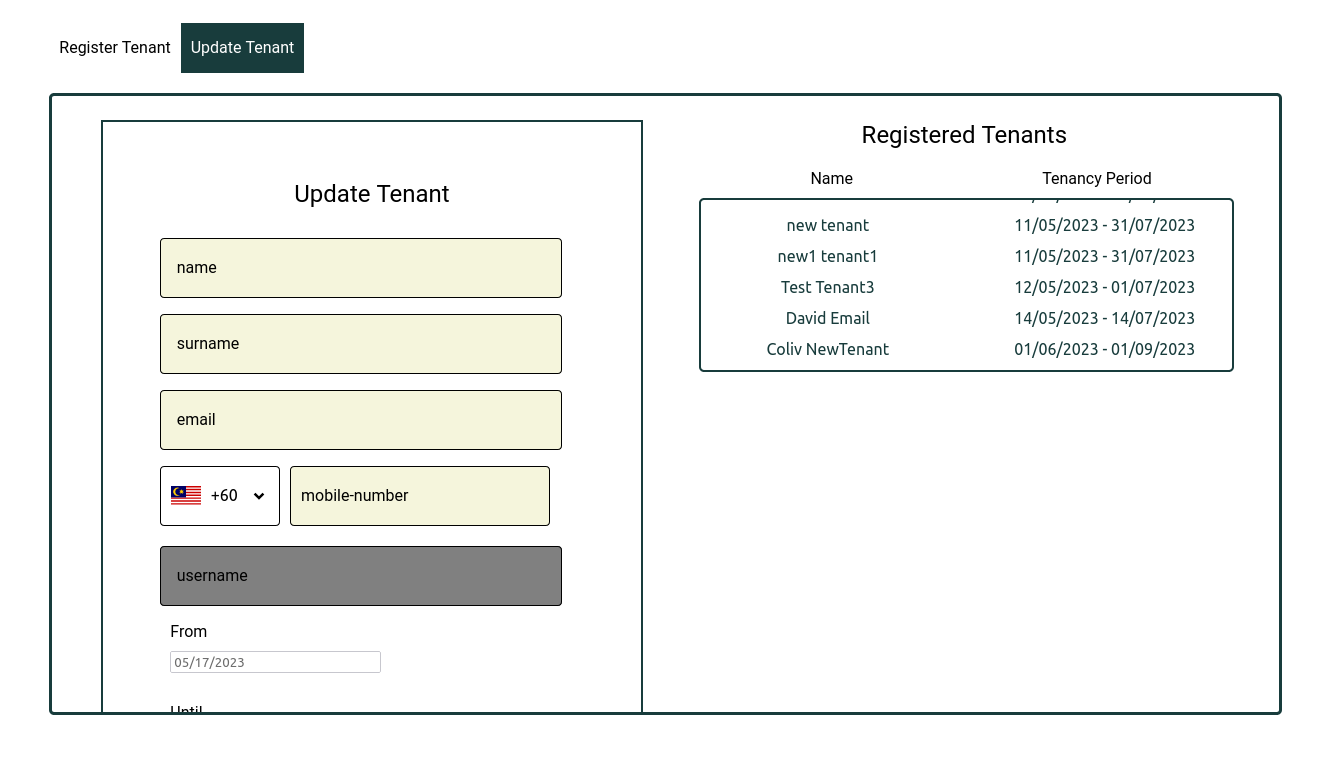 Register Tenant
Update Tenant
Update Tenant
name
surname
email
+60
mobile-number
username
From
05/17/2023
Until
Registered Tenants
Name Tenancy Period
new tenant 11/05/2023 - 31/07/2023
new1 tenant1 11/05/2023 - 31/07/2023
Test Tenant3 12/05/2023 - 01/07/2023
David Email 14/05/2023 - 14/07/2023
Coliv NewTenant 01/06/2023 - 01/09/2023